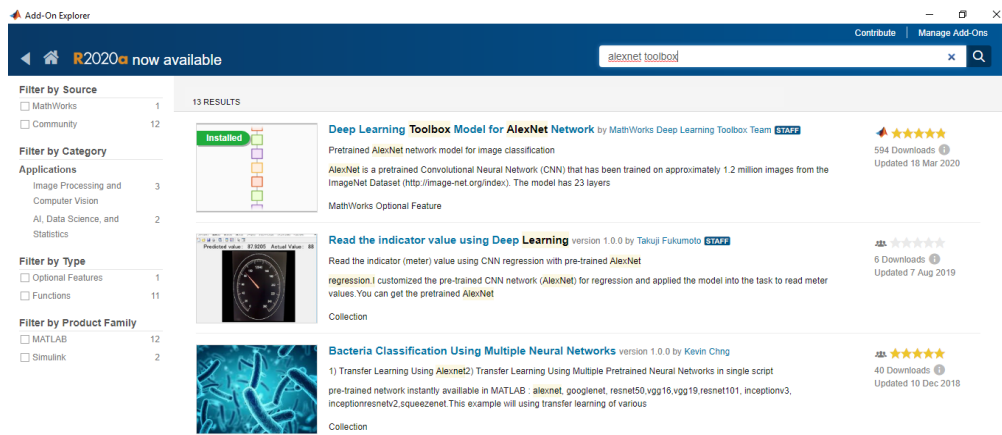 Add-On Explorer
Contribute Manage Add-Ons
R2020a now available
alexnet toolbox
Filter by Source
MathWorks 1
Community 12
Filter by Category
Applications
Image Processing and Computer Vision 3
AI, Data Science, and Statistics 2
Filter by Type
Optional Features 1
Functions 11
Filter by Product Family
MATLAB 12
Simulink 2
13 RESULTS
Installed
Deep Learning Toolbox Model for AlexNet Network by MathWorks Deep Learning Toolbox Team STAFF
Pretrained AlexNet network model for image classification
AlexNet is a pretrained Convolutional Neural Network (CNN) that has been trained on approximately 1.2 million images from the
ImageNet Dataset (http://image-net.org/index). The model has 23 layers
MathWorks Optional Feature
594 Downloads
Updated 18 Mar 2020
Predicted value: 87.9205 Actual Value: 88
Read the indicator value using Deep Learning version 1.0.0 by Takuji Fukumoto STAFF
Read the indicator (meter) value using CNN regression with pre-trained AlexNet
regression.I customized the pre-trained CNN network (AlexNet) for regression and applied the model into the task to read meter
values.You can get the pretrained AlexNet
Collection
6 Downloads
Updated 7 Aug 2019
Bacteria Classification Using Multiple Neural Networks version 1.0.0 by Kevin Chng
1) Transfer Learning Using Alexnet2) Transfer Learning Using Multiple Pretrained Neural Networks in single script
pre-trained network instantly available in MATLAB : alexnet, googlenet, resnet50,vgg16,vgg19,resnet101, inceptionv3,
inceptionresnetv2,squeezenet.This example will using transfer learning of various
Collection
40 Downloads
Updated 10 Dec 2018